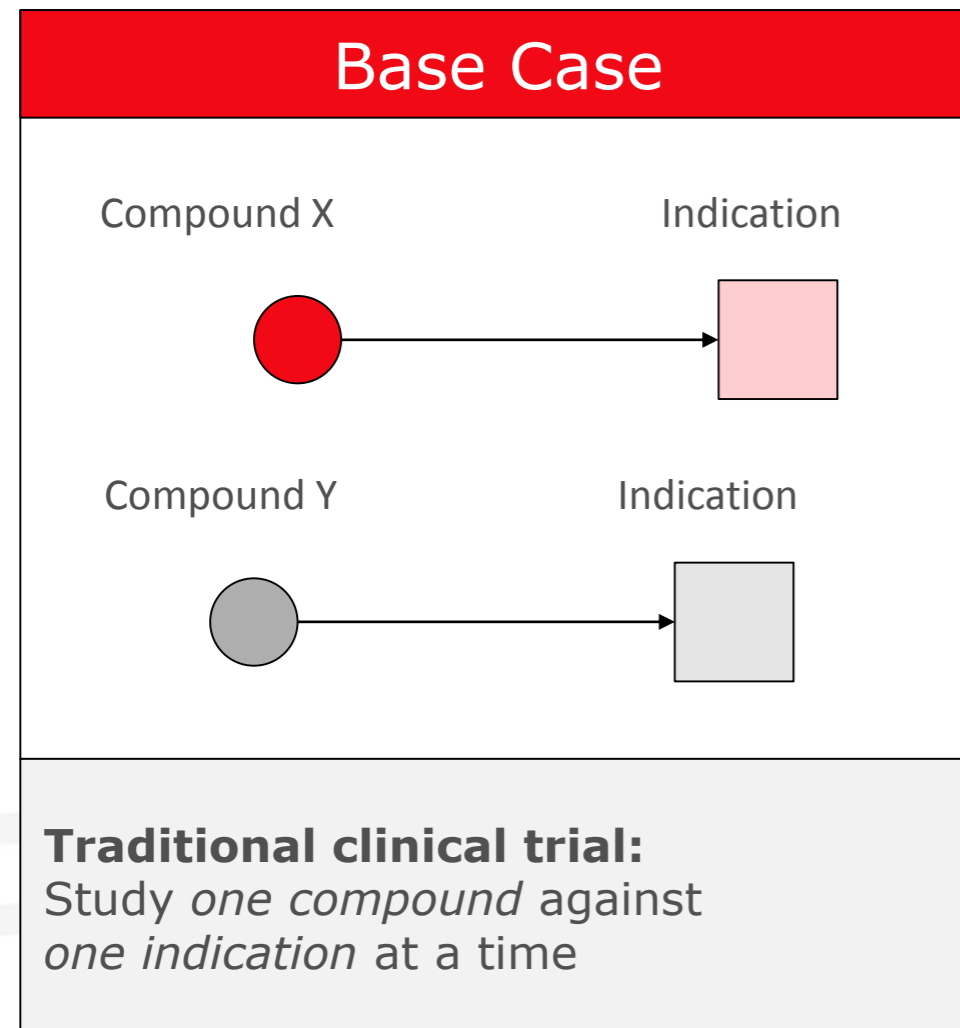 Base Case
Compound X
Indication
Compound Y
Indication
Traditional clinical trial:
Study one compound against
one indication at a time